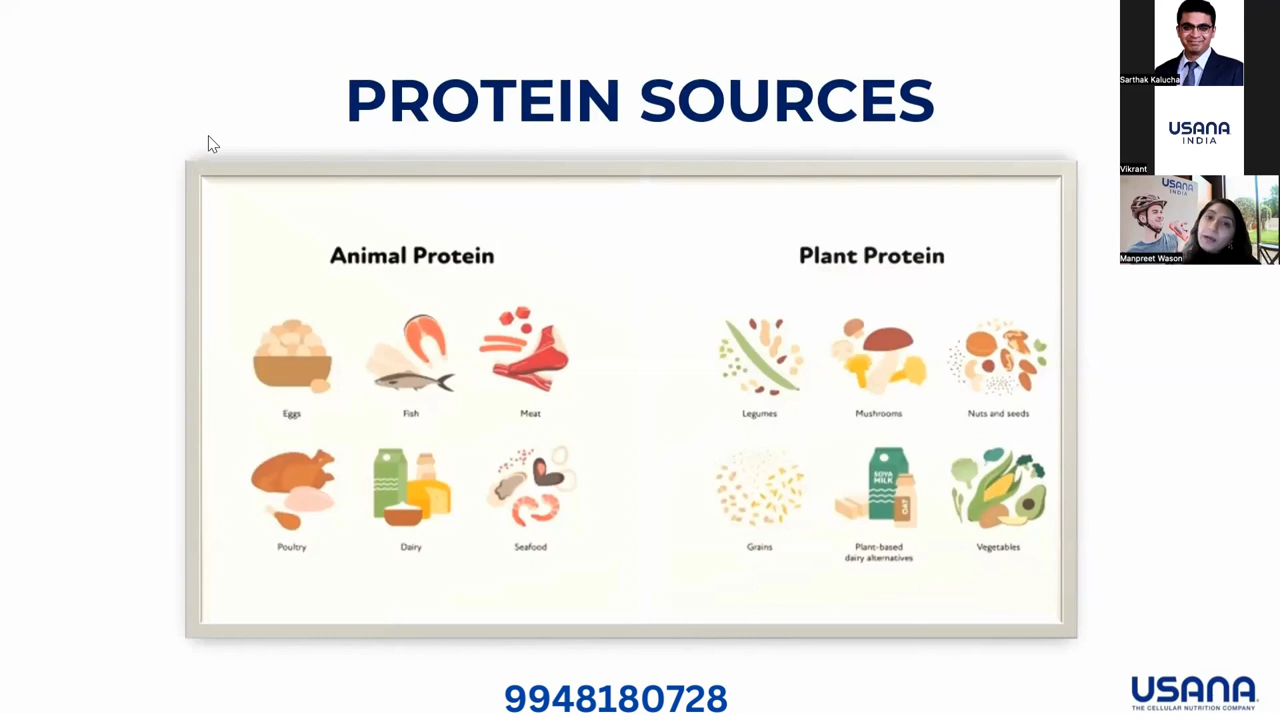 PROTEIN SOURCES
Animal Protein
Plant Protein
Eggs
Fish
Meat
Legumes
Mushrooms
Nuts and seeds
SOYA
MILK
OAT
Poultry
Dairy
Seafood
Grains
Plant-based
dairy alternatives
Vegetables
9948180728
USANA
THE CELLULAR NUTRITION COMPANY
Sarthak Kalucha
USANA
INDIA
Vikrant
USANA
INDIA
Manpreet Wason